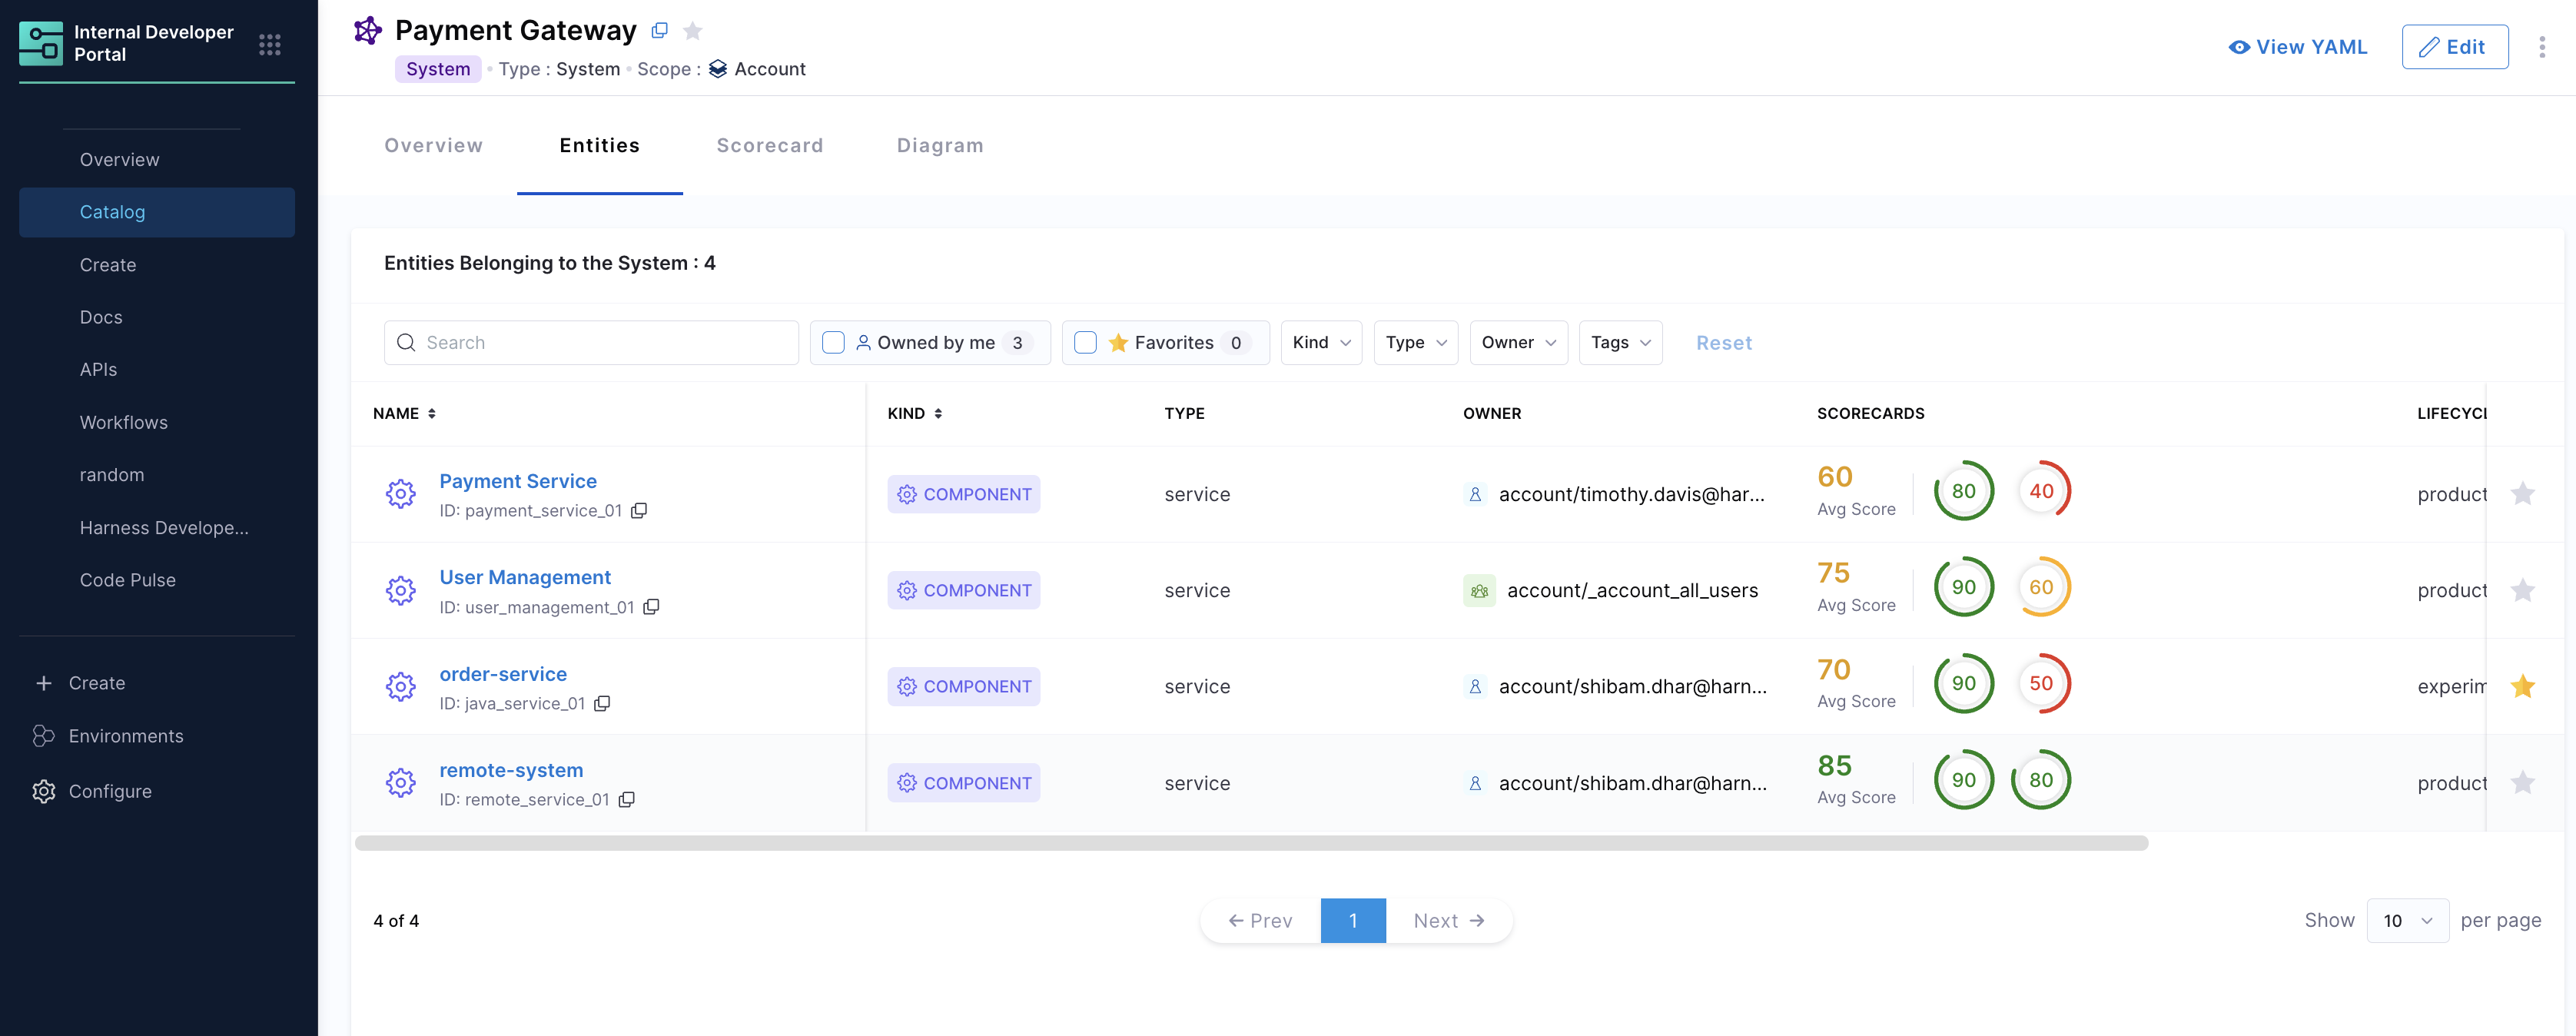 Internal Developer
Portal
Overview
Catalog
Create
Docs
APIs
Workflows
random
Harness Develope...
Code Pulse
Create
Environments
Configure
Payment Gateway
System • Type : System • Scope : Account
View YAML
Edit
Overview
Entities
Scorecard
Diagram
Entities Belonging to the System : 4
Search
Owned by me 3
Favorites 0
Kind
Type
Owner
Tags
Reset
NAME KIND TYPE OWNER SCORECARDS LIFECYCL
Payment Service
ID: payment_service_01
COMPONENT
service
account/timothy.davis@har...
60
Avg Score
80
40
product
User Management
ID: user_management_01
COMPONENT
service
account/_account_all_users
75
Avg Score
90
60
product
order-service
ID: java_service_01
COMPONENT
service
account/shibam.dhar@harn...
70
Avg Score
90
50
experim
remote-system
ID: remote_service_01
COMPONENT
service
account/shibam.dhar@harn...
85
Avg Score
90
80
product
4 of 4
← Prev
1
Next →
Show 10 per page